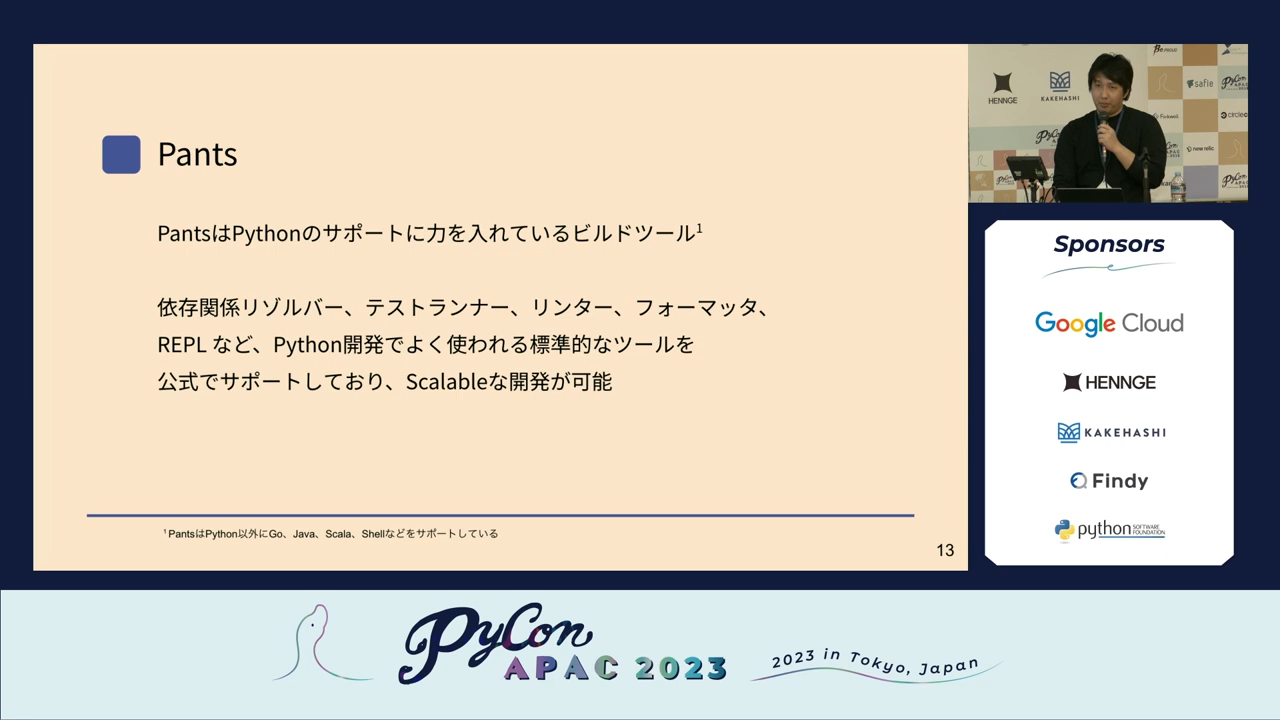 Pants
PantsはPythonのサポートに力を入れているビルドツール1
依存関係リゾルバー、テストランナー、リンター、フォーマッタ、
REPL など、Python開発でよく使われる標準的なツールを
公式でサポートしており、Scalableな開発が可能
1 PantsはPython以外にGo、Java、Scala、Shellなどをサポートしている
13
HENNGE
KAKEHASHI
safie
new relic
Sponsors
Google Cloud
HENNGE
KAKEHASHI
Findy
python SOFTWARE FOUNDATION
PyCon
APAC 2023
2023 in Tokyo, Japan